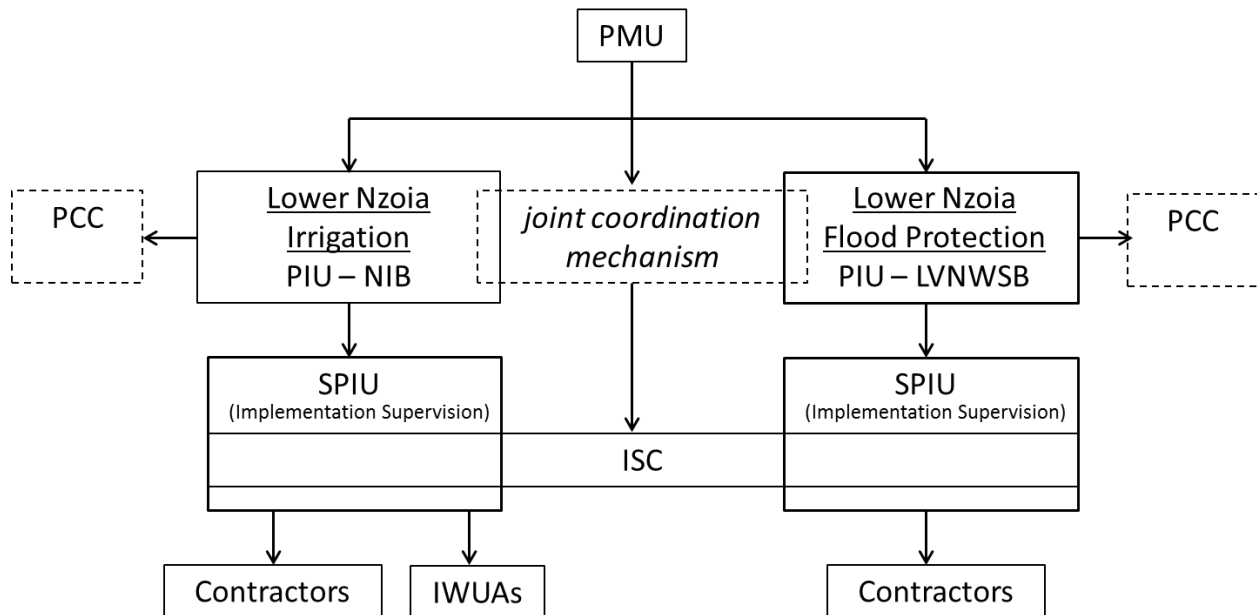 PMU
PCC
Lower Nzoia
Irrigation
PIU – NIB
joint coordination
mechanism
Lower Nzoia
Flood Protection
PIU – LVNWSB
PCC
SPIU
(Implementation Supervision)
SPIU
(Implementation Supervision)
ISC
Contractors
IWUAs
Contractors